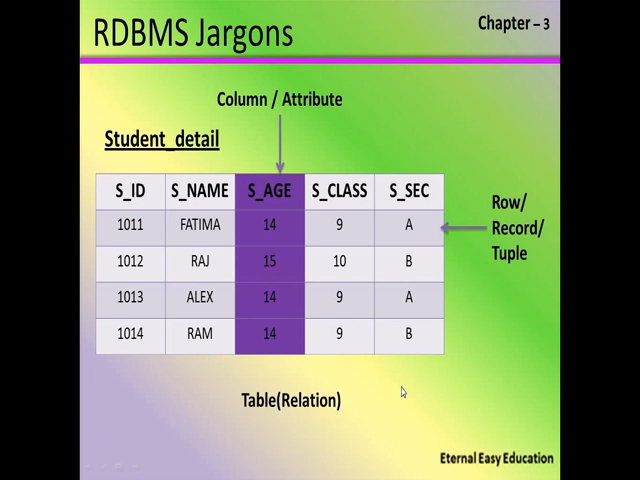 RDBMS Jargons
Chapter – 3
Column / Attribute
Student_detail
S_ID S_NAME S_AGE S_CLASS S_SEC
1011 FATIMA 14 9 A
1012 RAJ 15 10 B
1013 ALEX 14 9 A
1014 RAM 14 9 B
Row/
Record/
Tuple
Table(Relation)
Eternal Easy Education